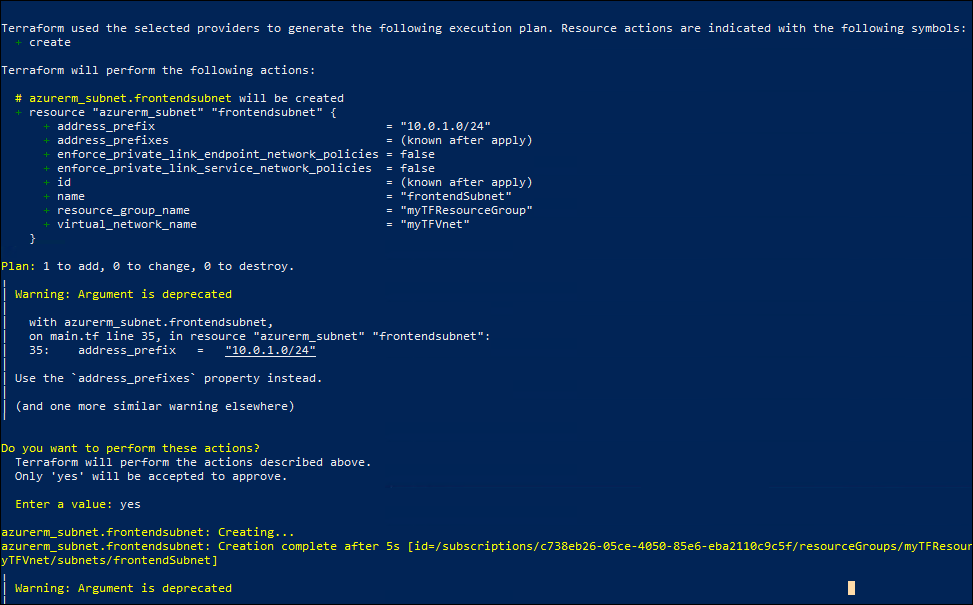 Terraform used the selected providers to generate the following execution plan. Resource actions are indicated with the following symbols:
  + create

Terraform will perform the following actions:

  # azurerm_subnet.frontendsubnet will be created
  + resource "azurerm_subnet" "frontendsubnet" {
      + address_prefix                                 = "10.0.1.0/24"
      + address_prefixes                               = (known after apply)
      + enforce_private_link_endpoint_network_policies = false
      + enforce_private_link_service_network_policies  = false
      + id                                             = (known after apply)
      + name                                           = "frontendSubnet"
      + resource_group_name                            = "myTFResourceGroup"
      + virtual_network_name                           = "myTFVnet"
    }

Plan: 1 to add, 0 to change, 0 to destroy.
╷
│ Warning: Argument is deprecated
│
│   with azurerm_subnet.frontendsubnet,
│   on main.tf line 35, in resource "azurerm_subnet" "frontendsubnet":
│   35:    address_prefix   =   "10.0.1.0/24"
│
│ Use the `address_prefixes` property instead.
│
│ (and one more similar warning elsewhere)
╵

Do you want to perform these actions?
  Terraform will perform the actions described above.
  Only 'yes' will be accepted to approve.

  Enter a value: yes

azurerm_subnet.frontendsubnet: Creating...
azurerm_subnet.frontendsubnet: Creation complete after 5s [id=/subscriptions/c738eb26-05ce-4050-85e6-eba2110c9c5f/resourceGroups/myTFResour
yTFVnet/subnets/frontendSubnet]
╷
│ Warning: Argument is deprecated
│